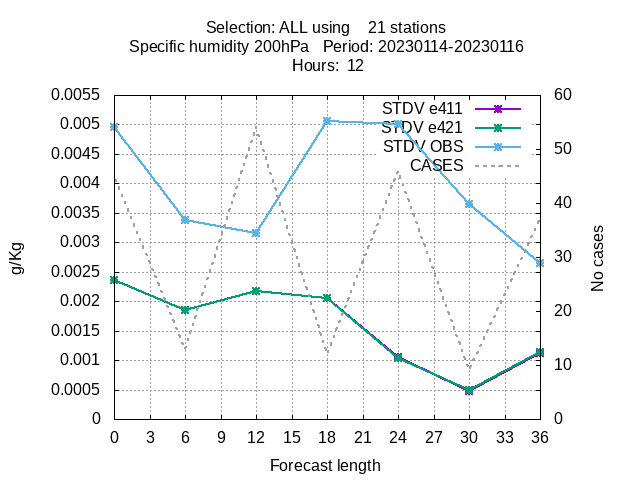 Selection: ALL using    21 stations
Specific humidity 200hPa   Period: 20230114-20230116
Hours:  12
0.0055
0.005
0.0045
0.004
0.0035
0.003
0.0025
0.002
0.0015
0.001
0.0005
0
g/Kg
STDV e411
STDV e421
STDV OBS
CASES
60
50
40
30
20
10
0
No cases
0 3 6 9 12 15 18 21 24 27 30 33 36
Forecast length